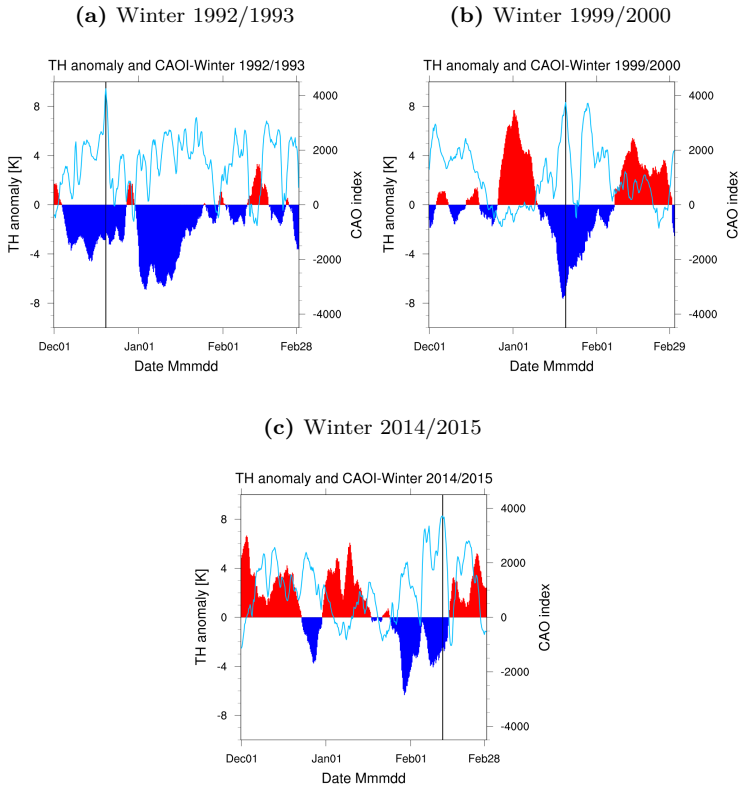 (a) Winter 1992/1993
TH anomaly and CAOI-Winter 1992/1993
8
4
0
-4
-8
4000
2000
0
-2000
-4000
TH anomaly [K]
CAO index
Dec01 Jan01 Feb01 Feb28
Date Mmmdd
(b) Winter 1999/2000
TH anomaly and CAOI-Winter 1999/2000
8
4
0
-4
-8
4000
2000
0
-2000
-4000
TH anomaly [K]
CAO index
Dec01 Jan01 Feb01 Feb29
Date Mmmdd
(c) Winter 2014/2015
TH anomaly and CAOI-Winter 2014/2015
8
4
0
-4
-8
4000
2000
0
-2000
-4000
TH anomaly [K]
CAO index
Dec01 Jan01 Feb01 Feb28
Date Mmmdd